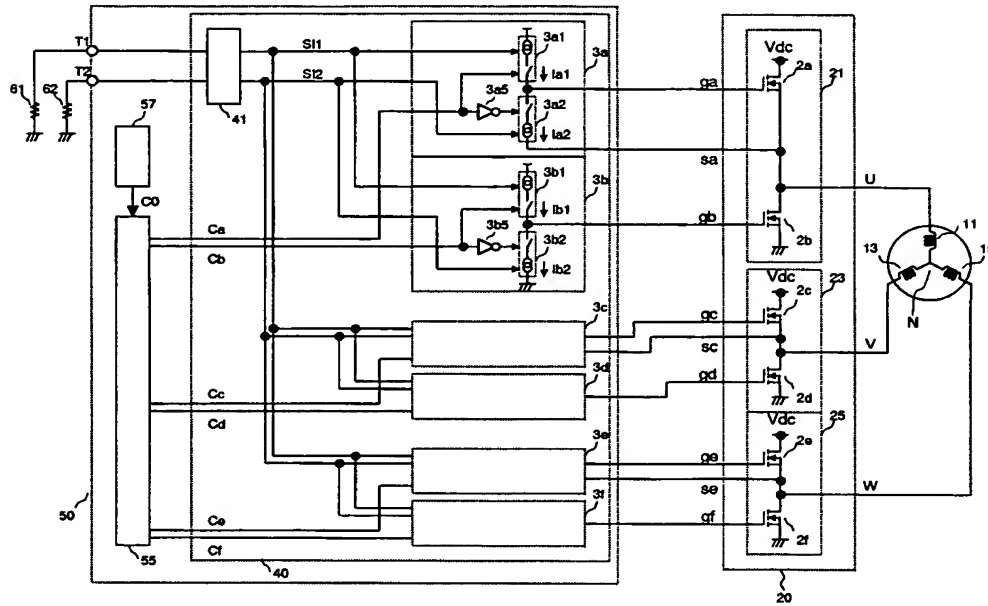 T1
T2
61
62
57
C0
41
SI1
SI2
3a1
3a
Ia1
3a5
3a2
Ia2
3b1
3b
Ib1
3b5
3b2
Ib2
Ca
Cb
3c
3d
Cc
Cd
3e
3f
Ce
Cf
50
55
40
ga
sa
gb
gc
sc
gd
ge
se
gf
Vdc
2a
21
2b
Vdc
2c
23
2d
Vdc
2e
25
2f
20
U
V
W
11
13
N